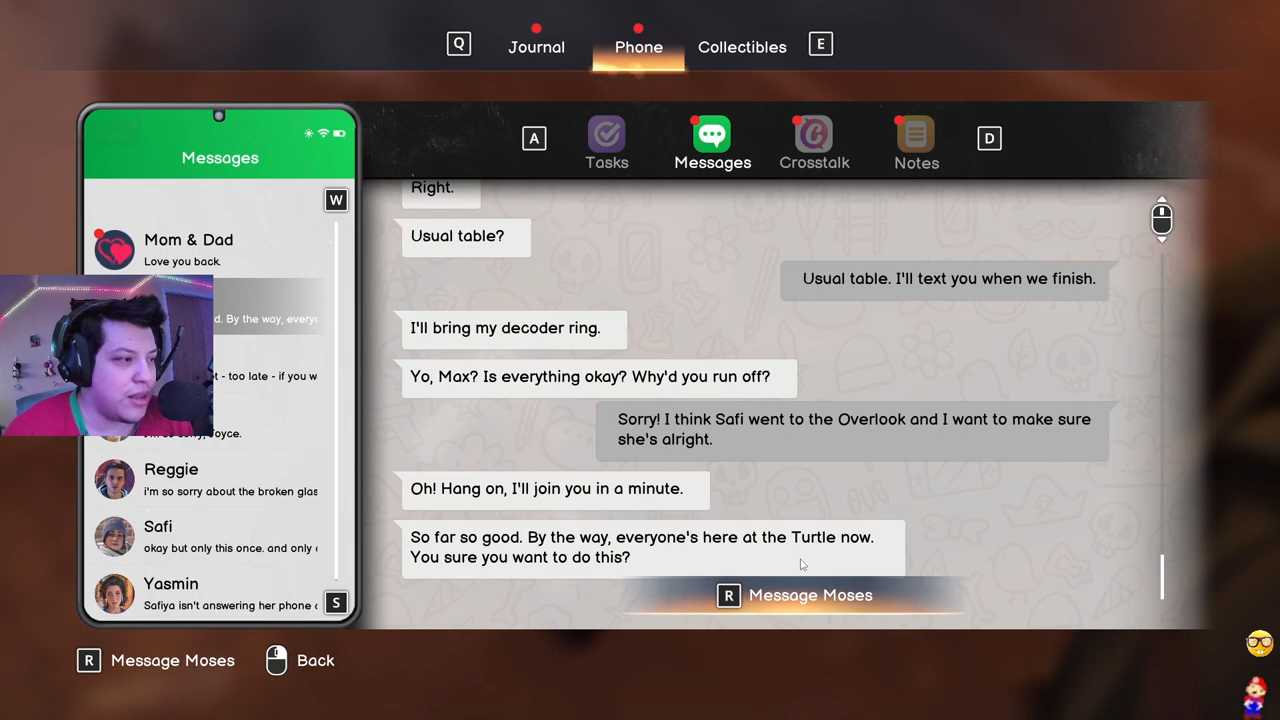 Q Journal Phone Collectibles E
A Tasks Messages Crosstalk Notes D
Messages
W
Mom & Dad
Love you back.
d. By the way, every
t - too late - if you w
Joyce.
Reggie
i'm so sorry about the broken glas
Safi
okay but only this once. and only
Yasmin
Safiya isn't answering her phone
S
Right.
Usual table?
Usual table. I'll text you when we finish.
I'll bring my decoder ring.
Yo, Max? Is everything okay? Why'd you run off?
Sorry! I think Safi went to the Overlook and I want to make sure
she's alright.
Oh! Hang on, I'll join you in a minute.
So far so good. By the way, everyone's here at the Turtle now.
You sure you want to do this?
R Message Moses
R Message Moses Back